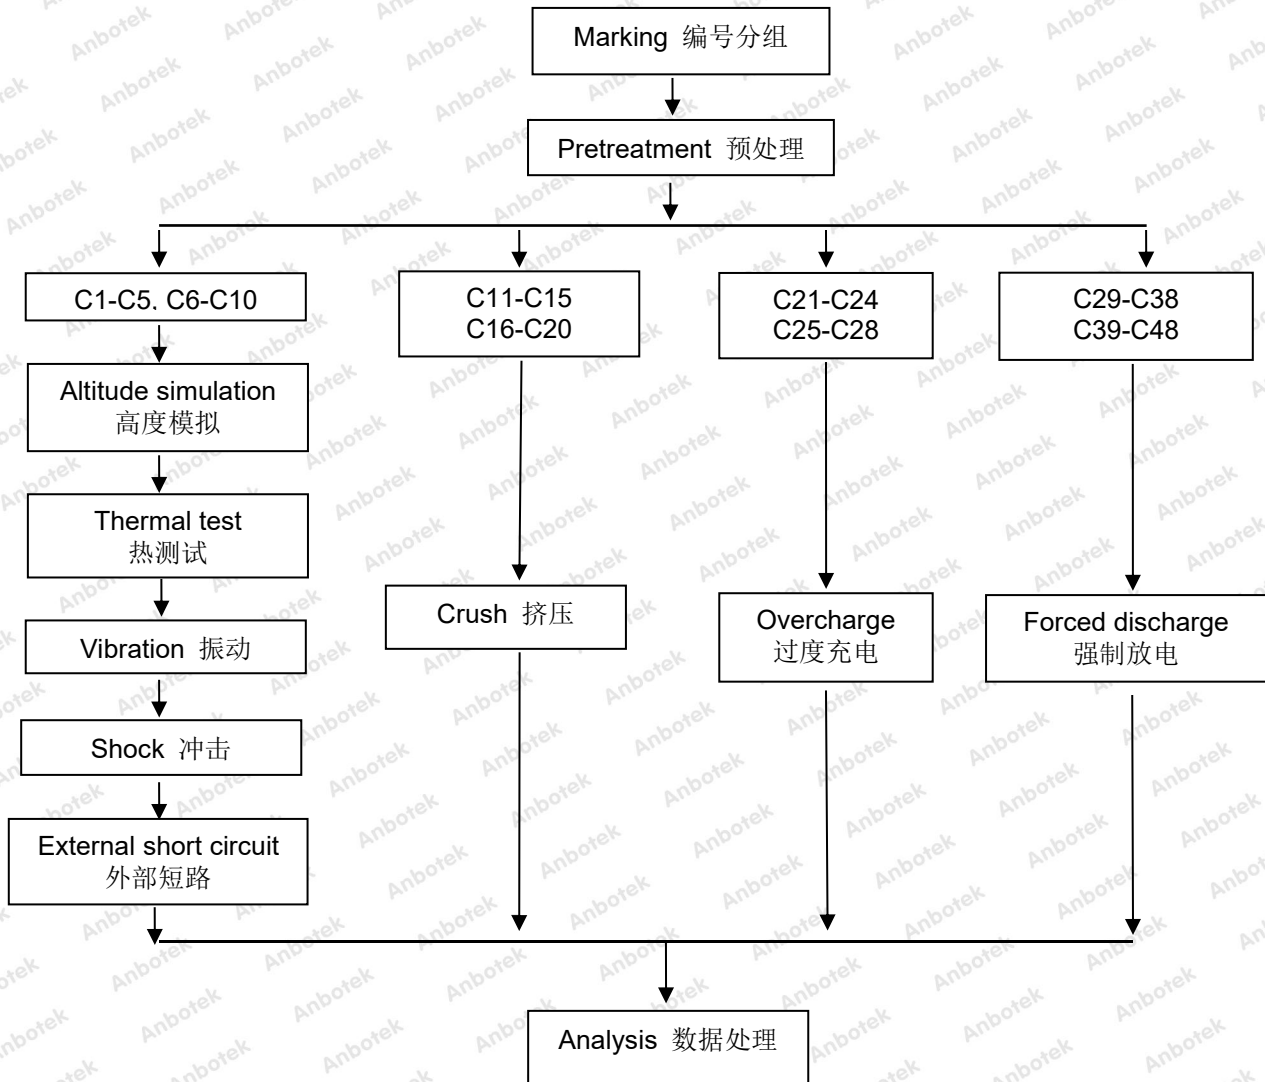 Marking 编号分组
Pretreatment 预处理
C1-C5, C6-C10
C11-C15
C16-C20
C21-C24
C25-C28
C29-C38
C39-C48
Altitude simulation
高度模拟
Thermal test
热测试
Vibration 振动
Shock 冲击
External short circuit
外部短路
Crush 挤压
Overcharge
过度充电
Forced discharge
强制放电
Analysis 数据处理
Anbotek